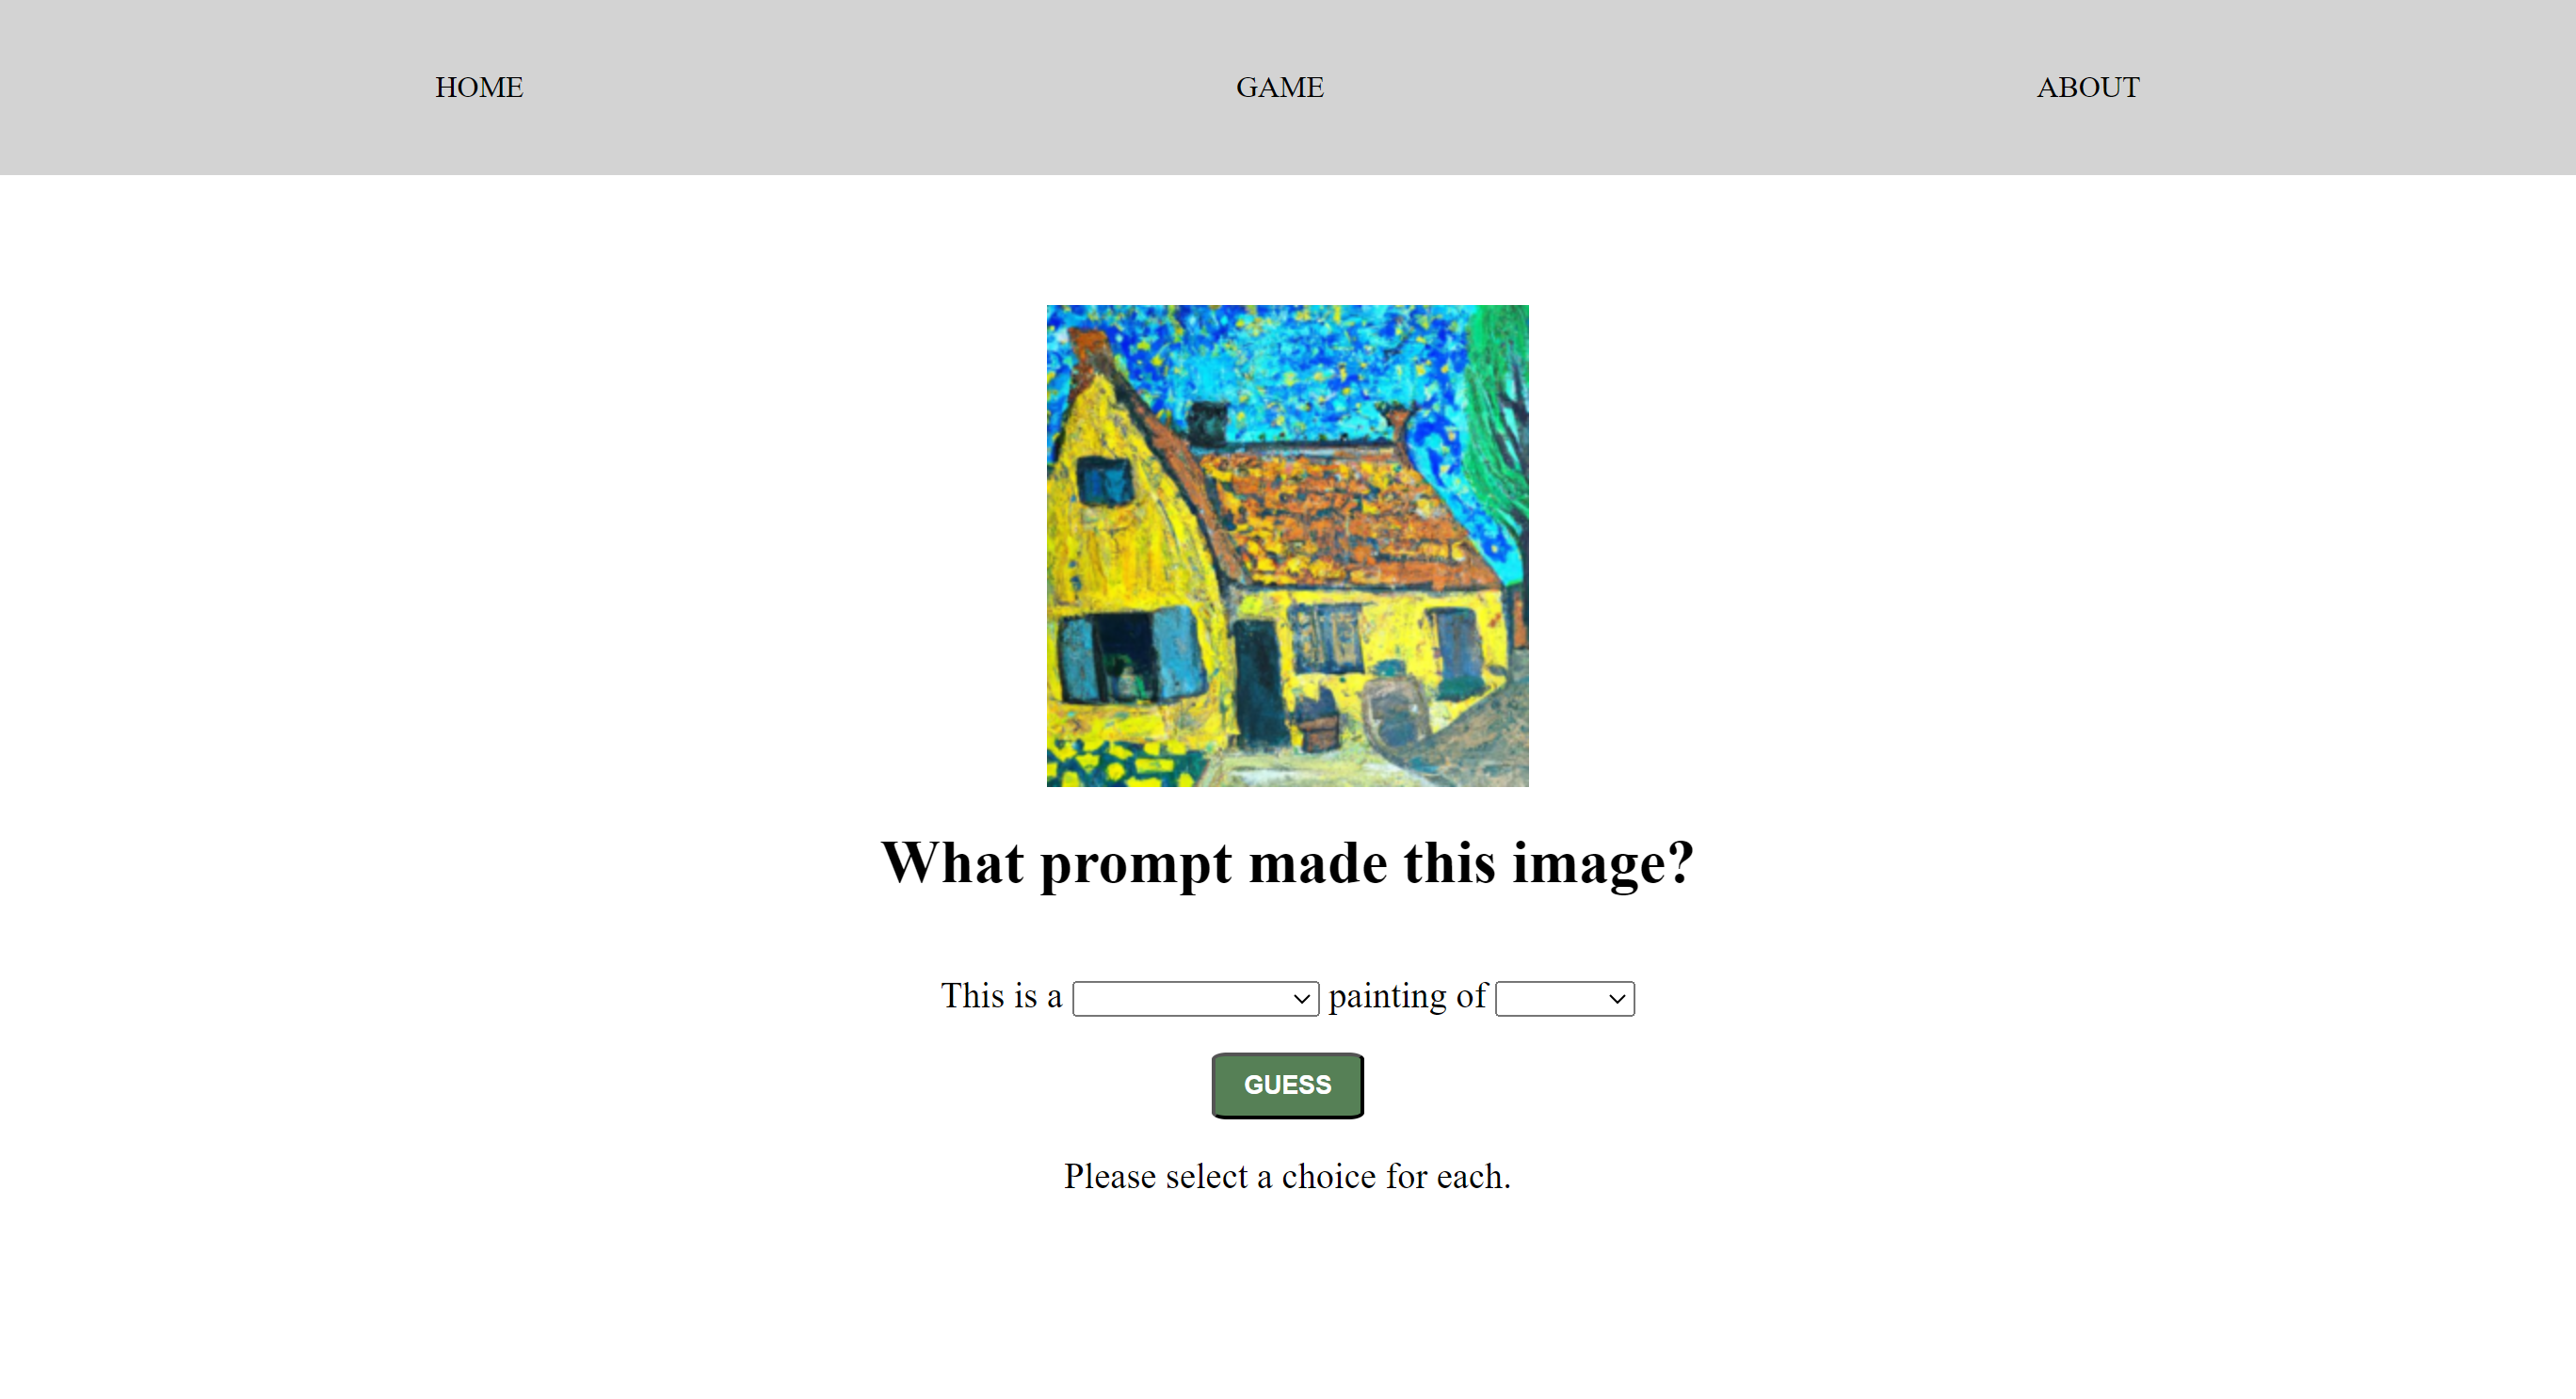 HOME GAME ABOUT
What prompt made this image?
This is a painting of
GUESS
Please select a choice for each.